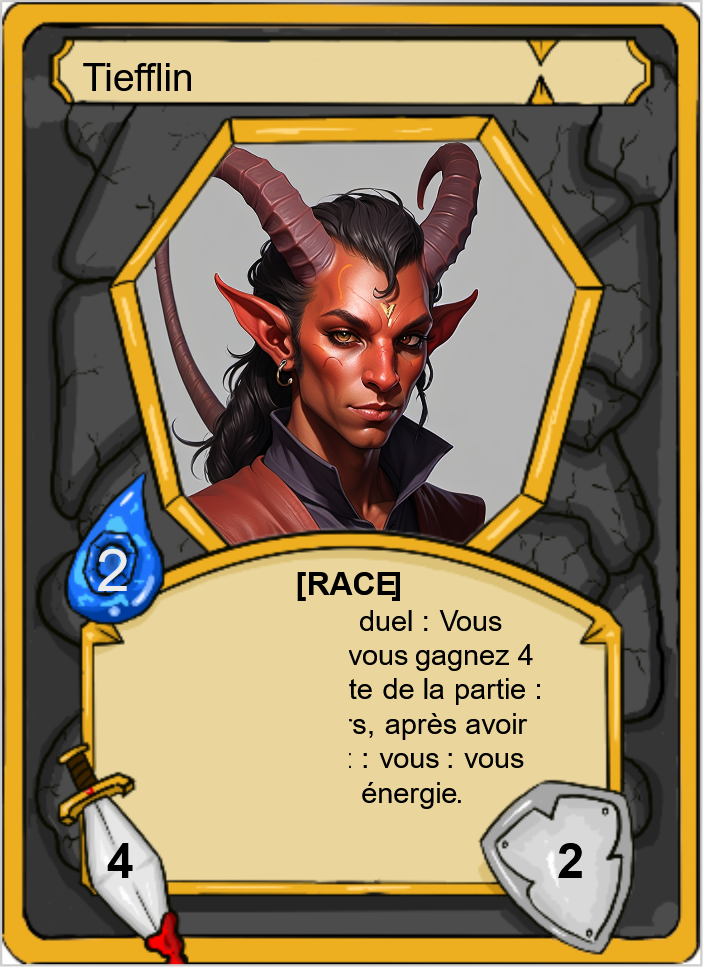 Tiefflin
2
[RACE]
duel : Vous
vous gagnez 4
te de la partie :
s, après avoir
: : vous : vous
énergie.
4
2